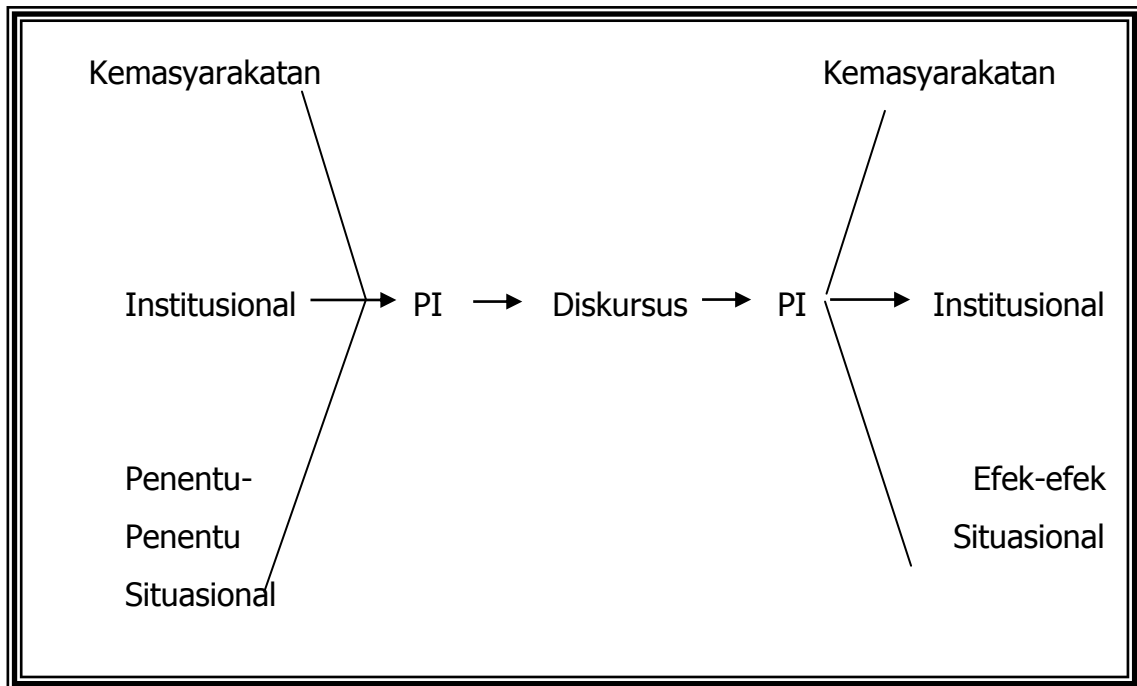 Kemasyarakatan Kemasyarakatan
Institusional PI Diskursus PI Institusional
Penentu- Efek-efek
Penentu Situasional
Situasional